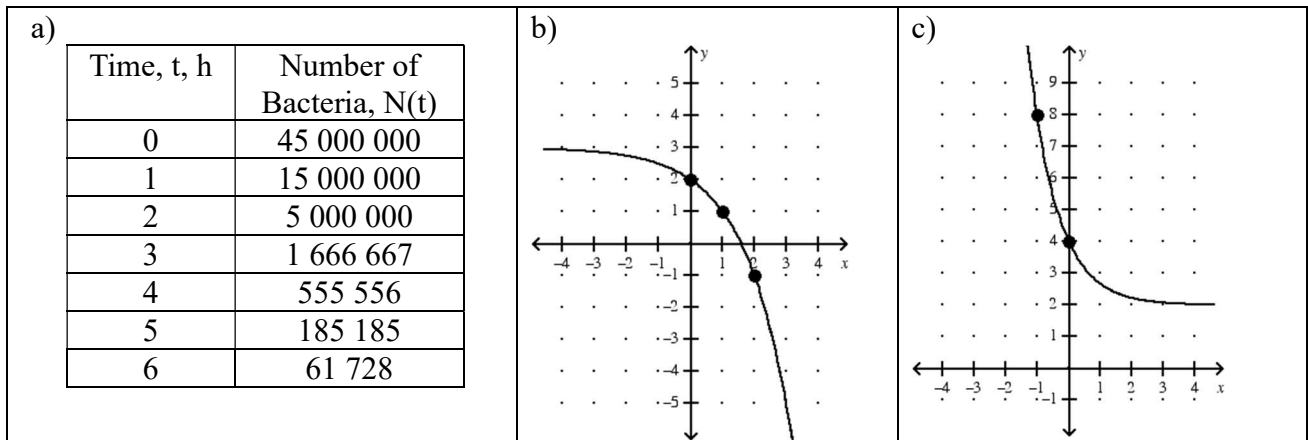 a)
Time, t, h
Number of
Bacteria, N(t)
0 45 000 000
1 15 000 000
2 5 000 000
3 1 666 667
4 555 556
5 185 185
6 61 728
b)
y
5
4
3
2
1
-4 -3 -2 -1 1 2 3 4 x
-1
-2
-3
-4
-5
c)
y
9
8
7
6
5
4
3
2
1
-4 -3 -2 -1 1 2 3 4 x
-1